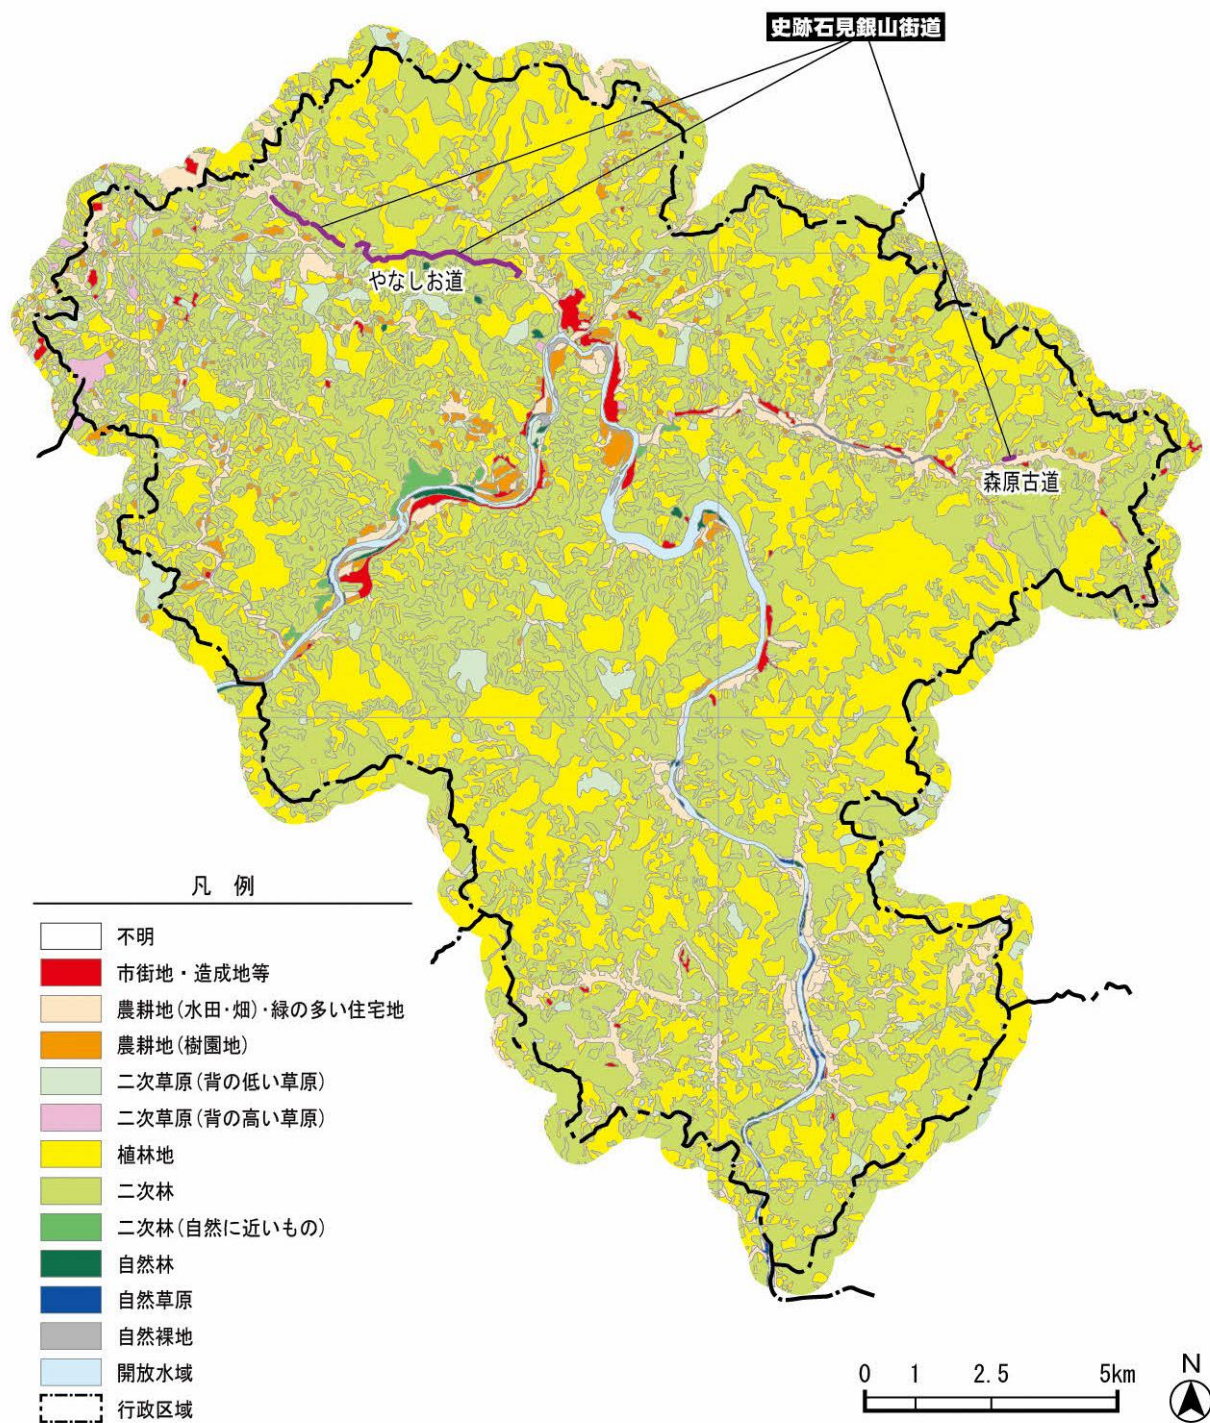 史跡石見銀山街道
やなしお道
森原古道
凡 例
不明
市街地・造成地等
農耕地(水田・畑)・緑の多い住宅地
農耕地(樹園地)
二次草原(背の低い草原)
二次草原(背の高い草原)
植林地
二次林
二次林(自然に近いもの)
自然林
自然草原
自然裸地
開放水域
行政区域
0 1 2.5 5km
N